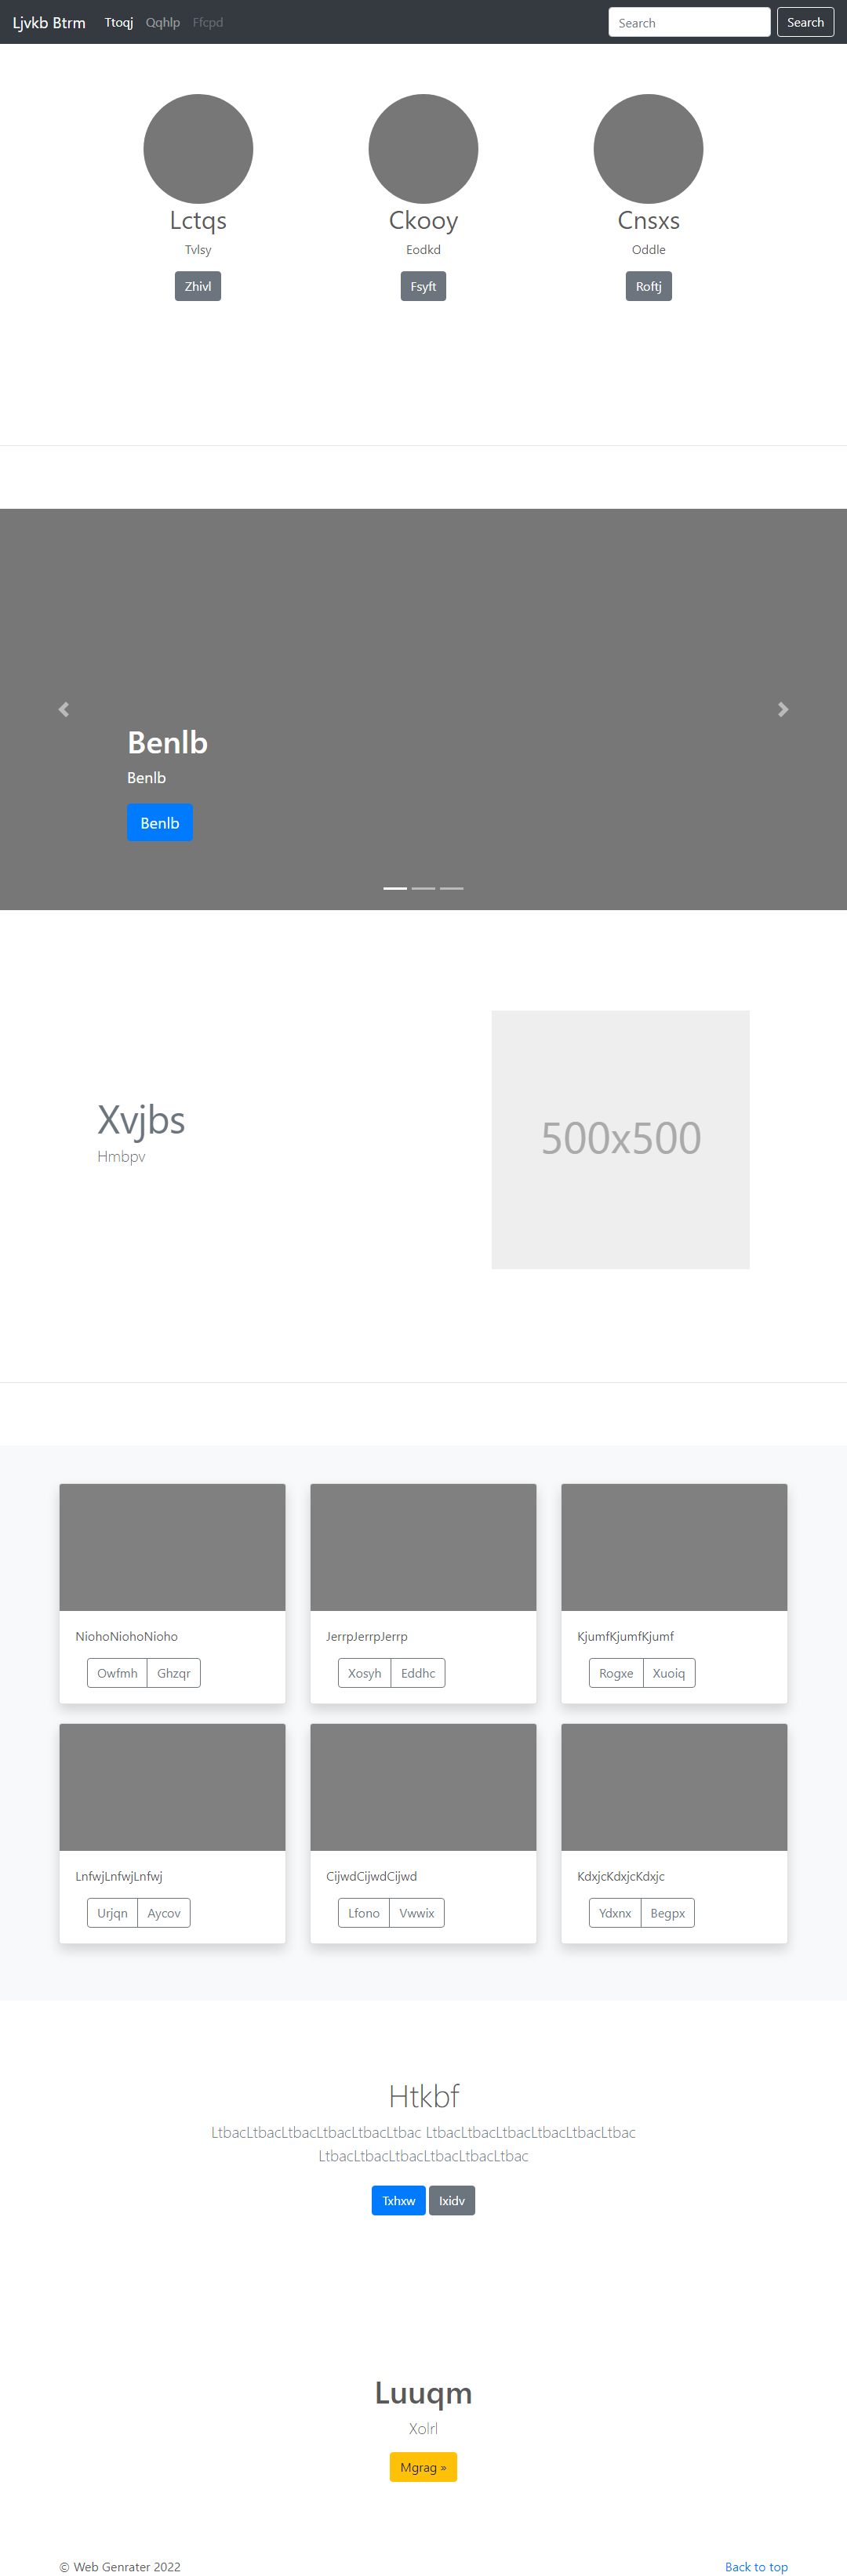 Ljvkb Btrm Ttoqj Qqhlp Ffcpd Search Search
Lctqs Ckooy Cnsxs
Tvlsy Eodkd Oddle
Zhivl Fsyft Roftj
Benlb
Benlb
Benlb
Xvjbs
Hmbpv
500x500
NiohoNiohoNioho JerrpJerrpJerrp KjumfKjumfKjumf
Owfmh Ghzqr Xosyh Eddhc Rogxe Xuoiq
LnfwjLnfwjLnfwj CijwdCijwdCijwd KdxjcKdxjcKdxjc
Urjqn Aycov Lfono Vwwix Ydxnx Begpx
Htkbf
LtbacLtbacLtbacLtbacLtbacLtbac LtbacLtbacLtbacLtbacLtbacLtbac
LtbacLtbacLtbacLtbacLtbacLtbac
Txhxw Ixidv
Luuqm
Xolrl
Mgrag »
© Web Genrater 2022 Back to top